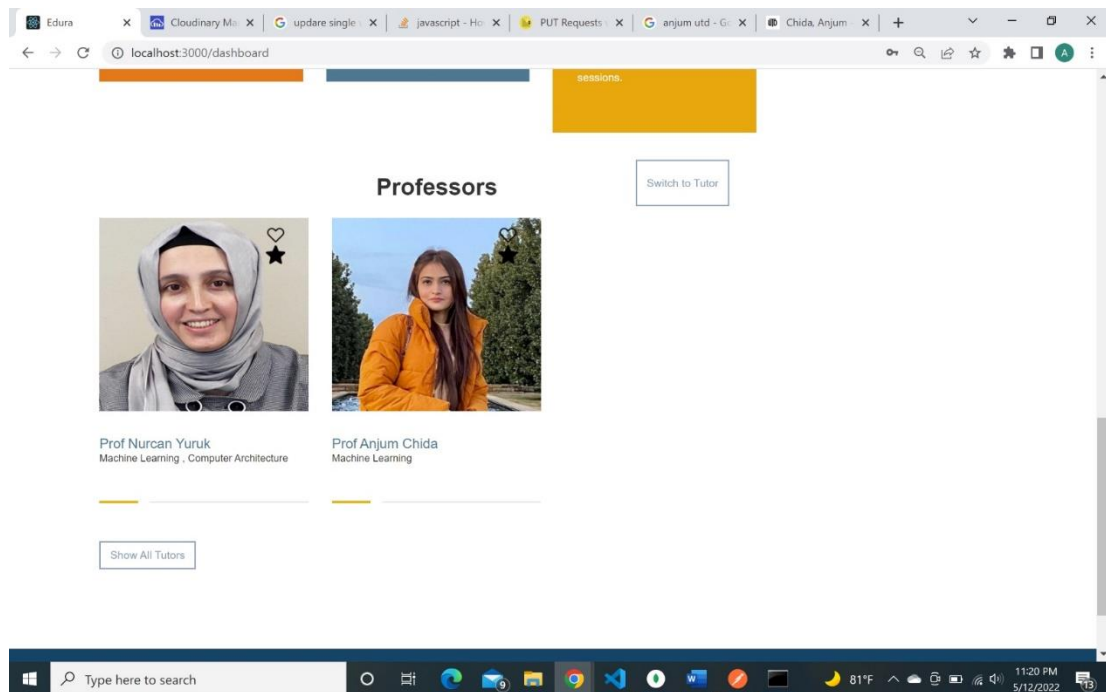 Edura
Cloudinary Ma
updare single
javascript - Ho
PUT Requests
anjum utd - Go
Chida, Anjum
localhost:3000/dashboard
A
sessions.
Professors
Switch to Tutor
Prof Nurcan Yuruk
Machine Learning , Computer Architecture
Prof Anjum Chida
Machine Learning
Show All Tutors
Type here to search
9
81°F
11:20 PM
5/12/2022
13